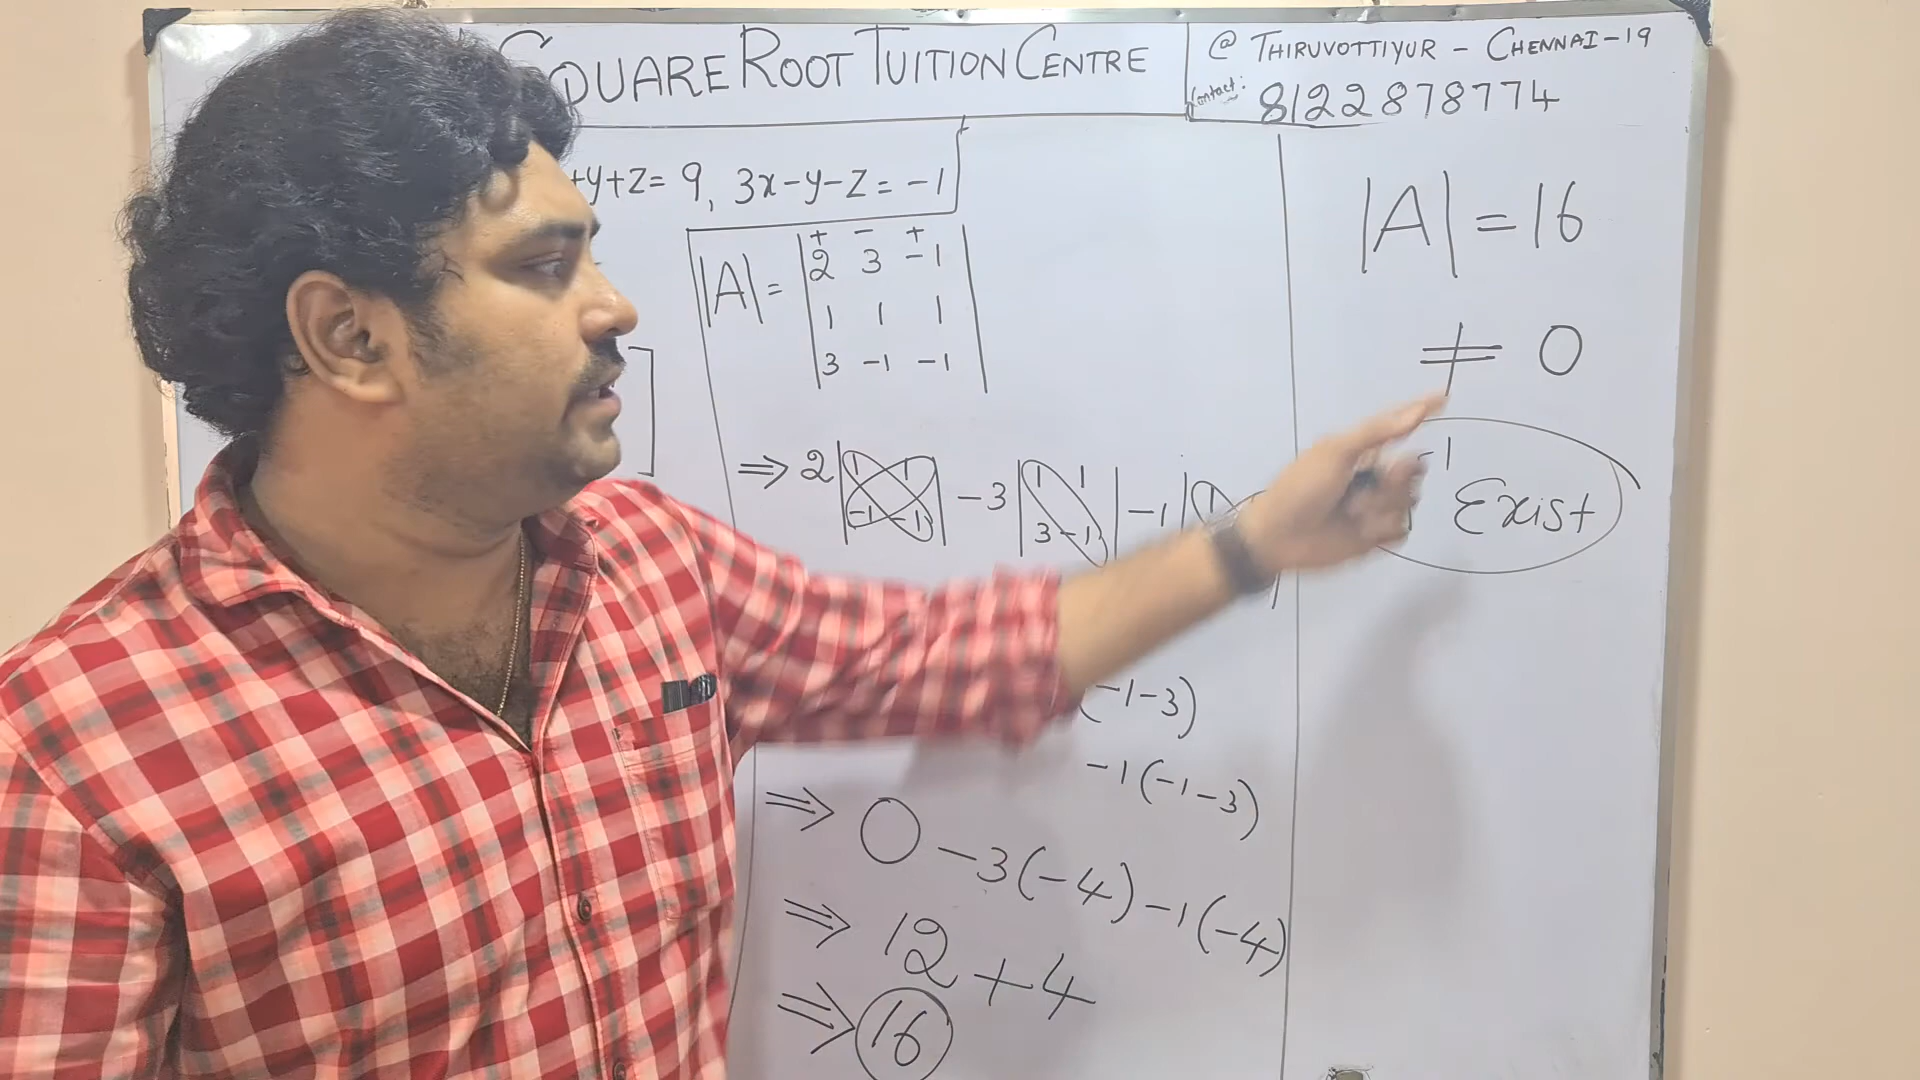 SQUARE ROOT TUITION CENTRE
@ THIRUVOTTIYUR - CHENNAI-19
Contact:
8122878774
+y+z= 9, 3x-y-z= -1
|A| = | 2 3 -1 |
+ - +
1 1 1
3 -1 -1
⇒ 2 | 1 1 | -3 | 1 1 | -1 | 1
-1 -1 3 -1
(-1-3)
-1(-1-3)
⇒ 0 -3(-4) -1(-4)
⇒ 12 + 4
⇒ 16
|A| = 16
≠ 0
-1 Exist